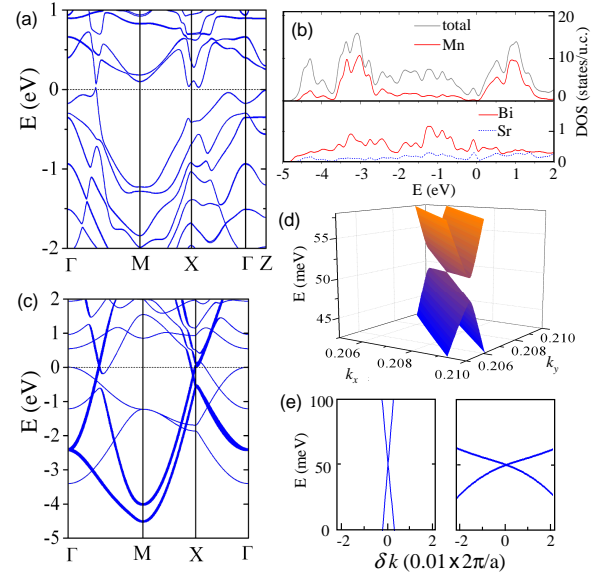 (a)
E (eV)
1
0
-1
-2
Γ M X Γ Z
(b)
total
Mn
20
10
0
Bi
Sr
1
0
DOS (states/u.c.)
-5 -4 -3 -2 -1 0 1 2
E (eV)
(c)
E (eV)
2
1
0
-1
-2
-3
-4
-5
Γ M X Γ
(d)
E (meV)
55
50
45
0.206 0.208 0.210
kx
0.206 0.208 0.210
ky
(e)
E (meV)
100
50
0
-2 0 2
-2 0 2
δk (0.01×2π/a)